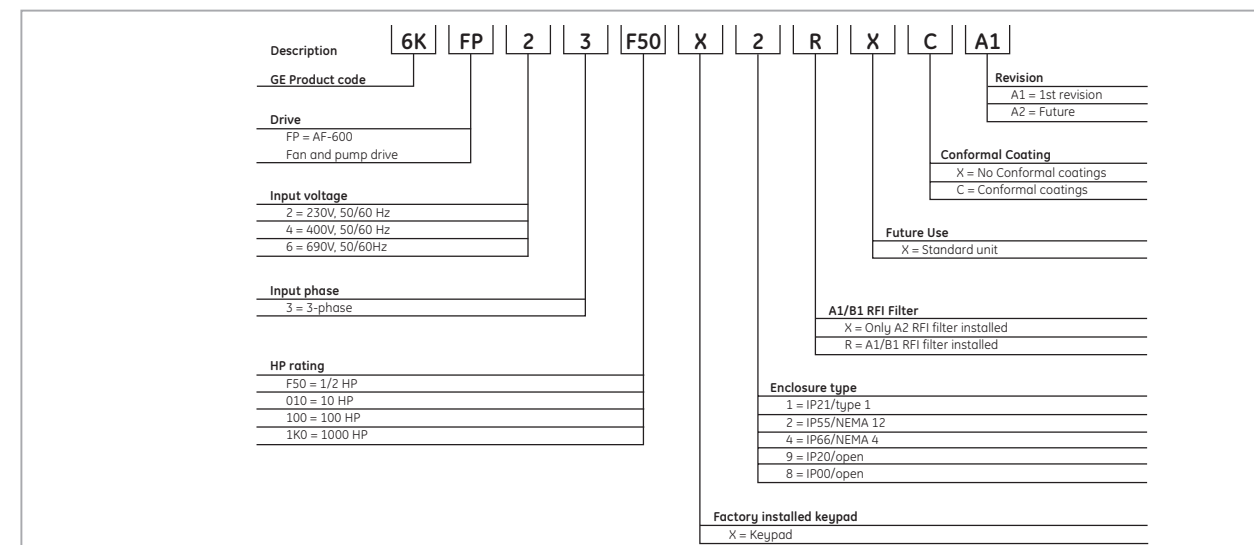 Description 6K FP 2 3 F50 X 2 R X C A1
GE Product code
Drive
FP = AF-600
Fan and pump drive
Input voltage
2 = 230V, 50/60 Hz
4 = 400V, 50/60 Hz
6 = 690V, 50/60Hz
Input phase
3 = 3-phase
HP rating
F50 = 1/2 HP
010 = 10 HP
100 = 100 HP
1K0 = 1000 HP
Revision
A1 = 1st revision
A2 = Future
Conformal Coating
X = No Conformal coatings
C = Conformal coatings
Future Use
X = Standard unit
A1/B1 RFI Filter
X = Only A2 RFI filter installed
R = A1/B1 RFI filter installed
Enclosure type
1 = IP21/type 1
2 = IP55/NEMA 12
4 = IP66/NEMA 4
9 = IP20/open
8 = IP00/open
Factory installed keypad
X = Keypad